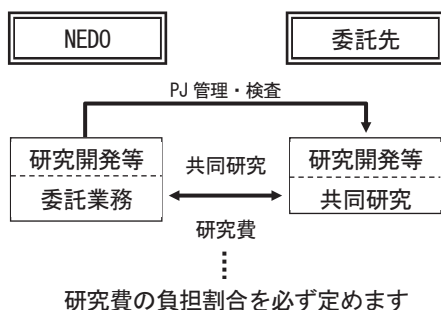 NEDO
委託先
PJ 管理・検査
研究開発等
委託業務
共同研究
研究費
研究開発等
共同研究
研究費の負担割合を必ず定めます